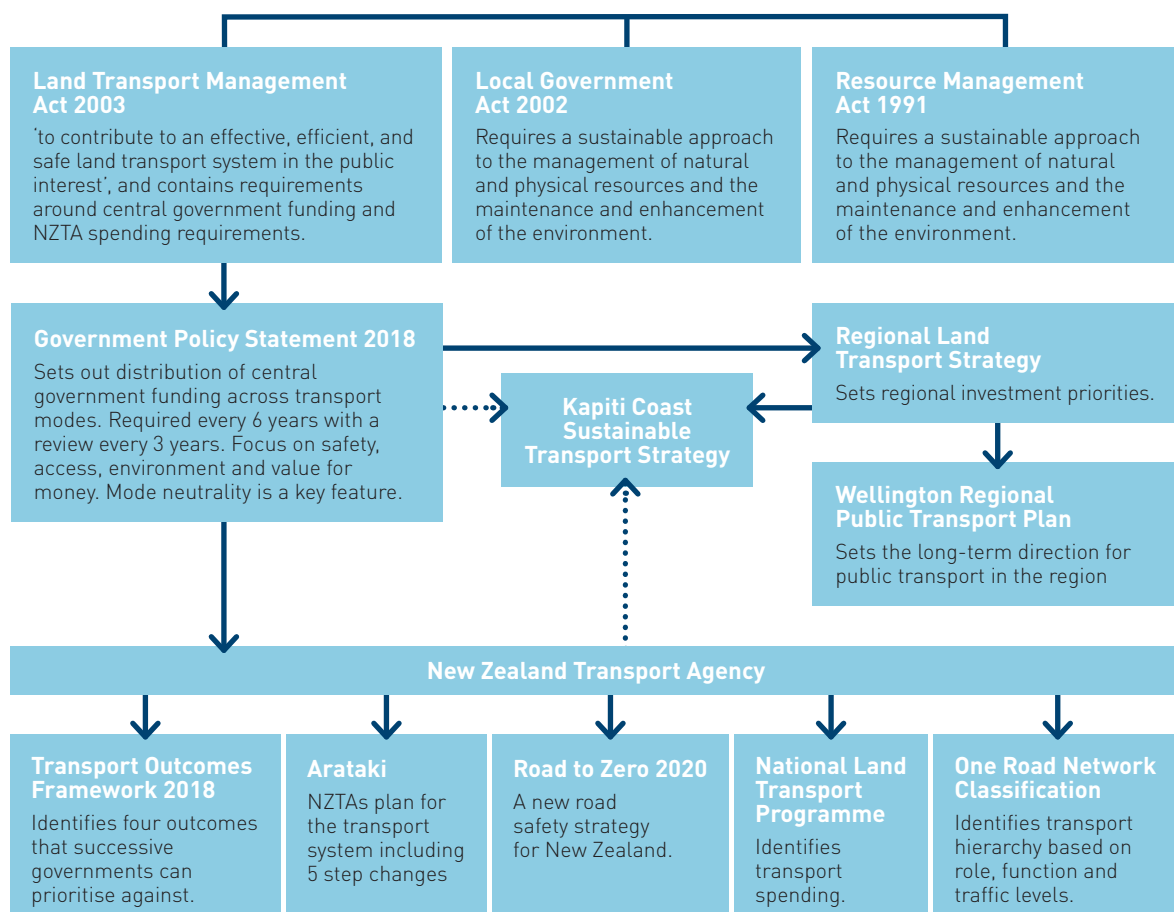 Land Transport Management
Act 2003
'to contribute to an effective, efficient, and
safe land transport system in the public
interest', and contains requirements
around central government funding and
NZTA spending requirements.
Local Government
Act 2002
Requires a sustainable approach
to the management of natural
and physical resources and the
maintenance and enhancement
of the environment.
Resource Management
Act 1991
Requires a sustainable approach
to the management of natural
and physical resources and the
maintenance and enhancement
of the environment.
Government Policy Statement 2018
Sets out distribution of central
government funding across transport
modes. Required every 6 years with a
review every 3 years. Focus on safety,
access, environment and value for
money. Mode neutrality is a key feature.
Kapiti Coast
Sustainable
Transport Strategy
Regional Land
Transport Strategy
Sets regional investment priorities.
Wellington Regional
Public Transport Plan
Sets the long-term direction for
public transport in the region
New Zealand Transport Agency
Transport Outcomes
Framework 2018
Identifies four outcomes
that successive
governments can
prioritise against.
Arataki
NZTAs plan for
the transport
system including
5 step changes
Road to Zero 2020
A new road
safety strategy
for New Zealand.
National Land
Transport
Programme
Identifies
transport
spending.
One Road Network
Classification
Identifies transport
hierarchy based on
role, function and
traffic levels.